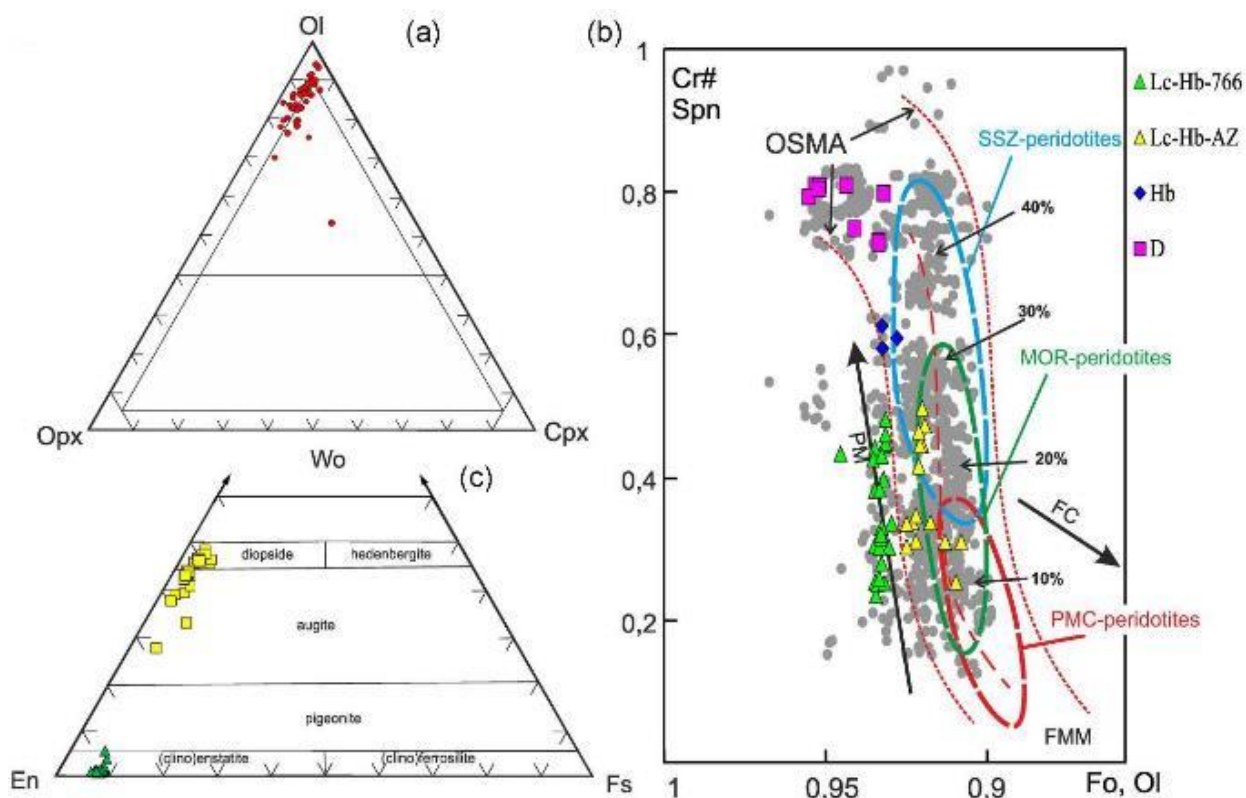 Ol
(a)
Opx
Cpx
(b)
1
Cr#
Spn
0,8
0,6
0,4
0,2
1
0.95
0.9
Fo, Ol
OSMA
SSZ-peridotites
40%
30%
MOR-peridotites
20%
FC
10%
PMC-peridotites
FMM
PM
Lc-Hb-766
Lc-Hb-AZ
Hb
D
Wo
(c)
diopside
hedenbergite
augite
pigeonite
(clino)enstatite
(clino)ferrosilite
En
Fs